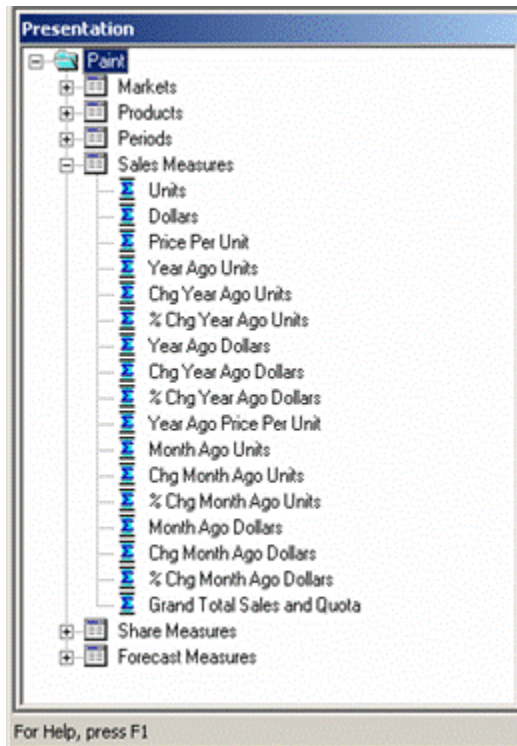 Presentation
Paint
Markets
Products
Periods
Sales Measures
Units
Dollars
Price Per Unit
Year Ago Units
Chg Year Ago Units
% Chg Year Ago Units
Year Ago Dollars
Chg Year Ago Dollars
% Chg Year Ago Dollars
Year Ago Price Per Unit
Month Ago Units
Chg Month Ago Units
% Chg Month Ago Units
Month Ago Dollars
Chg Month Ago Dollars
% Chg Month Ago Dollars
Grand Total Sales and Quota
Share Measures
Forecast Measures
For Help, press F1